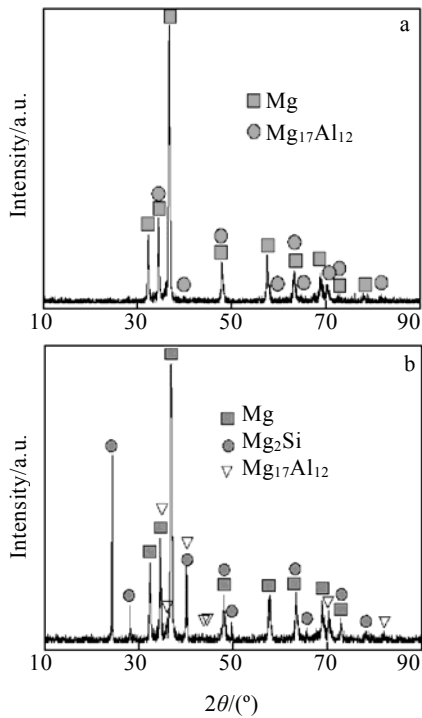 a
Intensity/a.u.
Mg
Mg₁₇Al₁₂
10 30 50 70 90
b
Intensity/a.u.
Mg
Mg₂Si
Mg₁₇Al₁₂
10 30 50 70 90
2θ/(º)